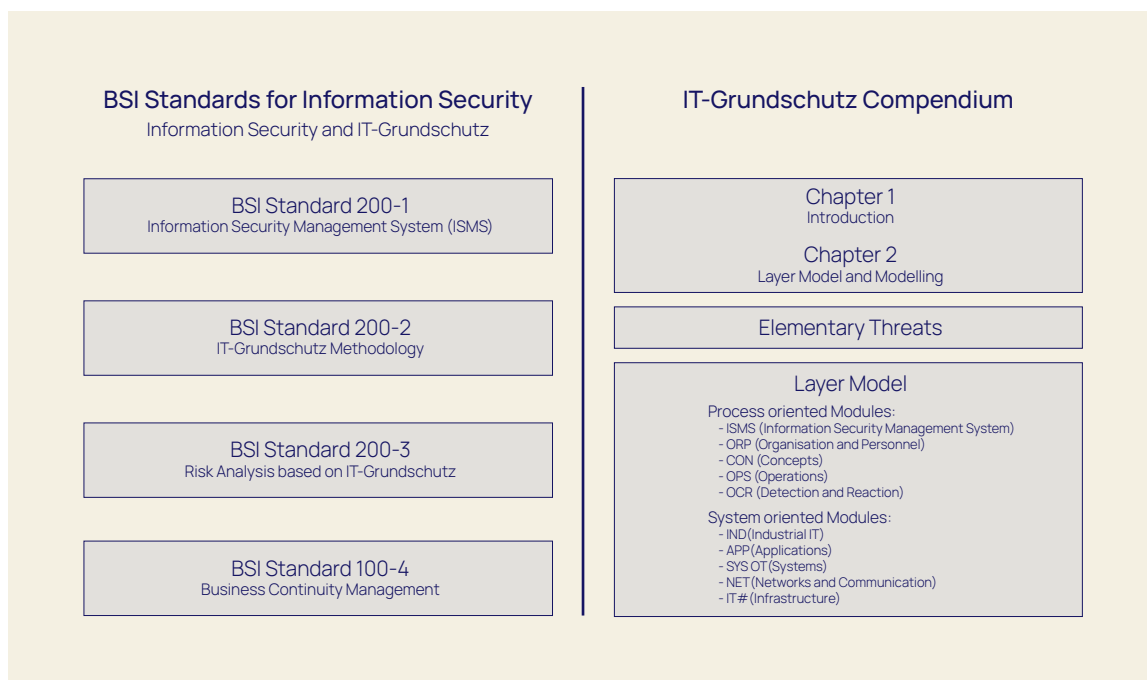 BSI Standards for Information Security
Information Security and IT-Grundschutz
BSI Standard 200-1
Information Security Management System (ISMS)
BSI Standard 200-2
IT-Grundschutz Methodology
BSI Standard 200-3
Risk Analysis based on IT-Grundschutz
BSI Standard 100-4
Business Continuity Management
IT-Grundschutz Compendium
Chapter 1
Introduction
Chapter 2
Layer Model and Modelling
Elementary Threats
Layer Model
Process oriented Modules:
- ISMS (Information Security Management System)
- ORP (Organisation and Personnel)
- CON (Concepts)
- OPS (Operations)
- OCR (Detection and Reaction)
System oriented Modules:
- IND(Industrial IT)
- APP(Applications)
- SYS OT(Systems)
- NET(Networks and Communication)
- IT#(Infrastructure)